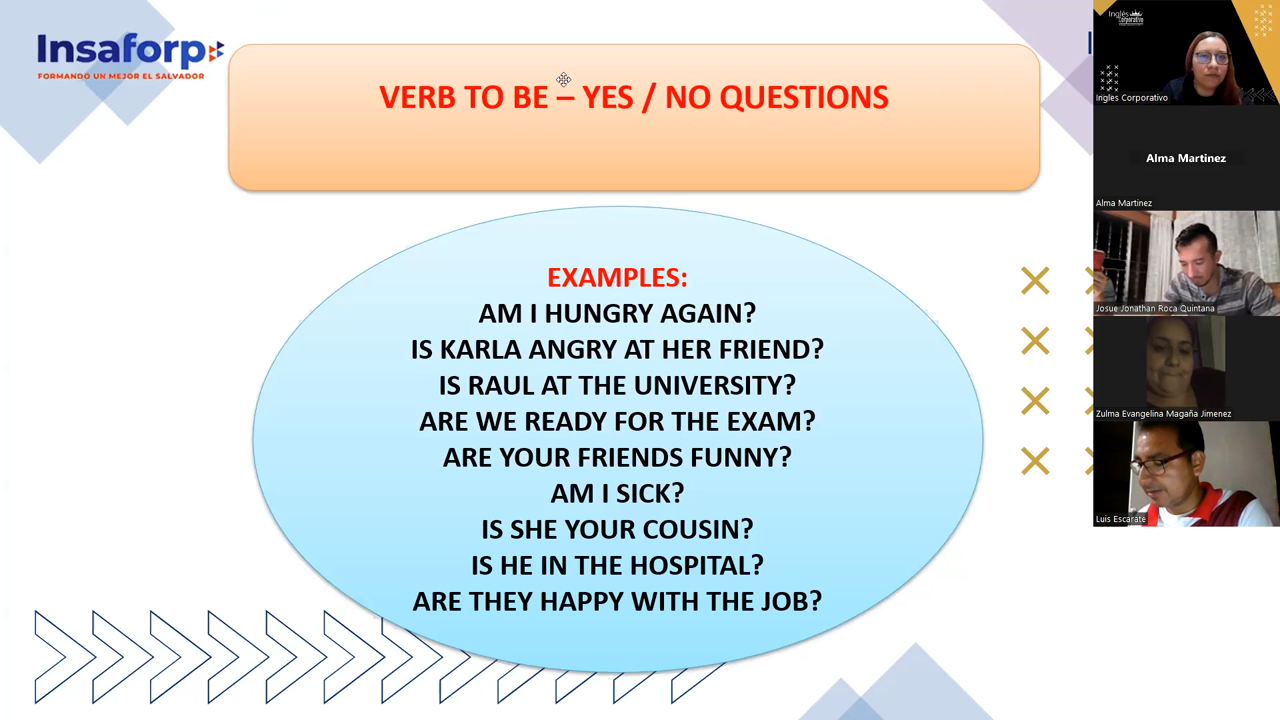 Insaforp
FORMANDO UN MEJOR EL SALVADOR
VERB TO BE – YES / NO QUESTIONS
EXAMPLES:
AM I HUNGRY AGAIN?
IS KARLA ANGRY AT HER FRIEND?
IS RAUL AT THE UNIVERSITY?
ARE WE READY FOR THE EXAM?
ARE YOUR FRIENDS FUNNY?
AM I SICK?
IS SHE YOUR COUSIN?
IS HE IN THE HOSPITAL?
ARE THEY HAPPY WITH THE JOB?
Inglés
Corporativo
Ingles Corporativo
Alma Martinez
Alma Martinez
Josue Jonathan Roca Quintana
Zulma Evangelina Magaña Jimenez
Luis Escarate